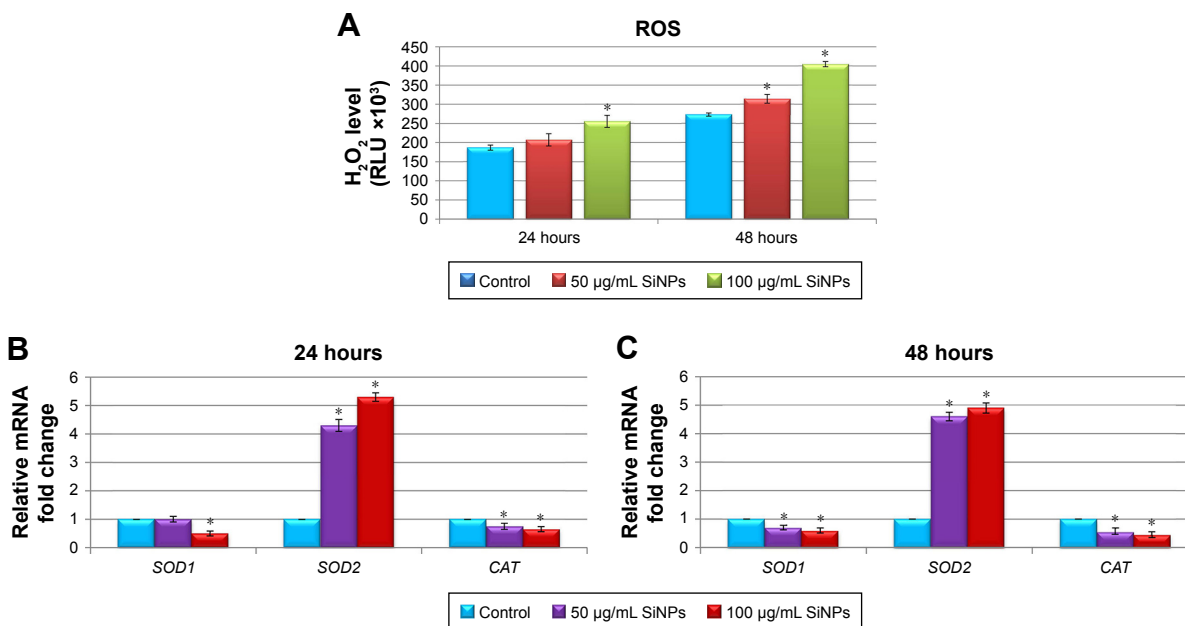 A
ROS
H₂O₂ level
(RLU ×10³)
450
400
350
300
250
200
150
100
50
0
*
*
*
24 hours
48 hours
Control
50 µg/mL SiNPs
100 µg/mL SiNPs
B
24 hours
Relative mRNA
fold change
6
5
4
3
2
1
0
*
*
*
*
*
SOD1
SOD2
CAT
C
48 hours
Relative mRNA
fold change
6
5
4
3
2
1
0
*
*
*
*
*
*
SOD1
SOD2
CAT
Control
50 µg/mL SiNPs
100 µg/mL SiNPs